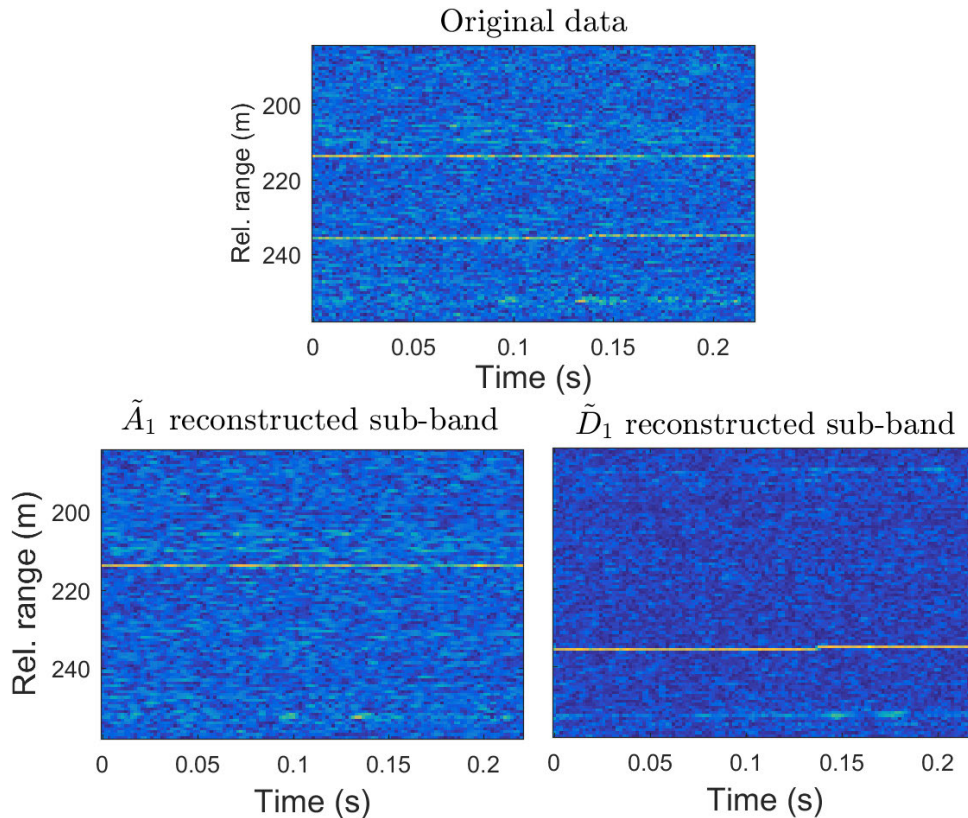 Original data
Rel. range (m)
200
220
240
0 0.05 0.1 0.15 0.2
Time (s)
Ã₁ reconstructed sub-band
Rel. range (m)
200
220
240
0 0.05 0.1 0.15 0.2
Time (s)
D̃₁ reconstructed sub-band
0 0.05 0.1 0.15 0.2
Time (s)